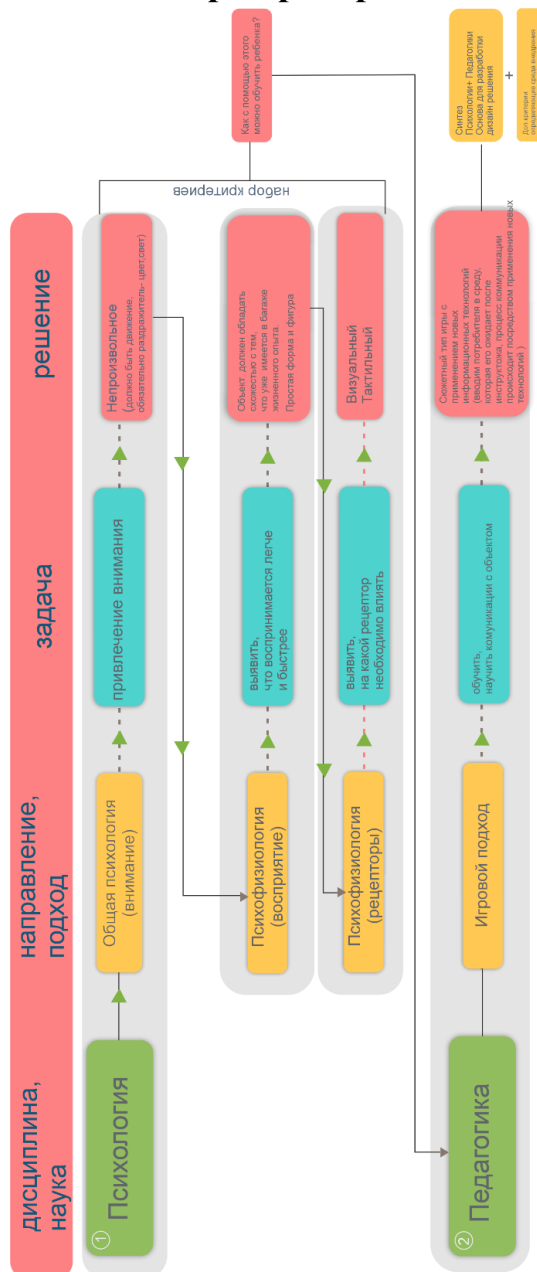 дисциплина,
наука
направление,
подход
задача
решение
①
Психология
Общая психология
(внимание)
привлечение внимания
Непроизвольное
(должно быть движение,
обязательно раздражитель- цвет,свет)
Психофизиология
(восприятие)
выявить,
что воспринимается легче
и быстрее
Объект должен обладать
схожестью с тем,
что уже имеется в багаже
жизненного опыта.
Простая форма и фигура
Психофизиология
(рецепторы)
выявить,
на какой рецептор
необходимо влиять
Визуальный
Тактильный
набор критериев
Как с помощью этого
можно обучить ребенка?
②
Педагогика
Игровой подход
обучить,
научить комуникации с объектом
Сюжетный тип игры с
применением новых
информационных технологий
(вводим потребителя в среду,
которая его ожидает после
инструктожа, процесс коммуникации
происходит посредством применения новых
технологий )
Синтез
Психологии+ Педагогики
Основа для разработки
дизайн решения
+
Доп.критерии